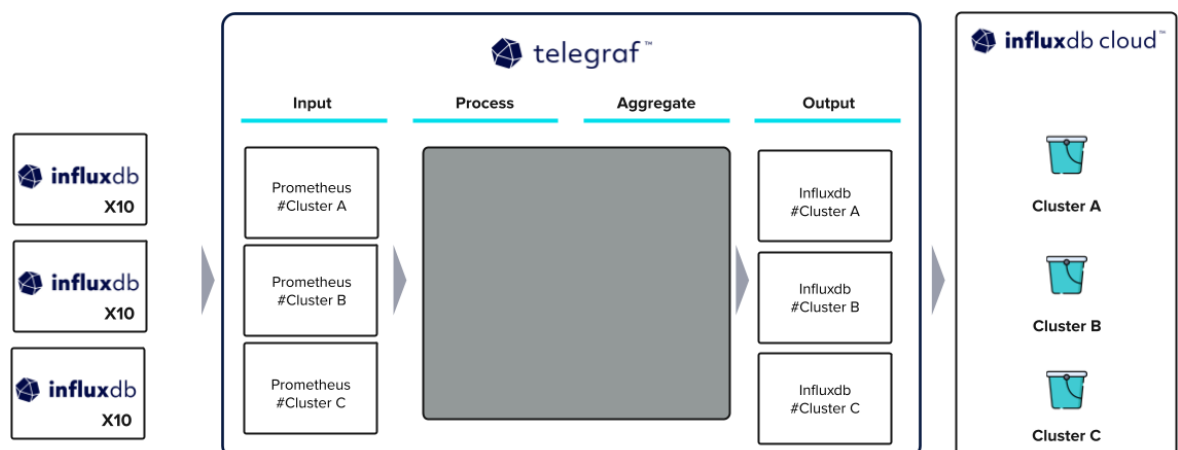 influxdb
X10
influxdb
X10
influxdb
X10
telegraf™
Input
Process
Aggregate
Output
Prometheus
#Cluster A
Prometheus
#Cluster B
Prometheus
#Cluster C
Influxdb
#Cluster A
Influxdb
#Cluster B
Influxdb
#Cluster C
influxdb cloud™
Cluster A
Cluster B
Cluster C